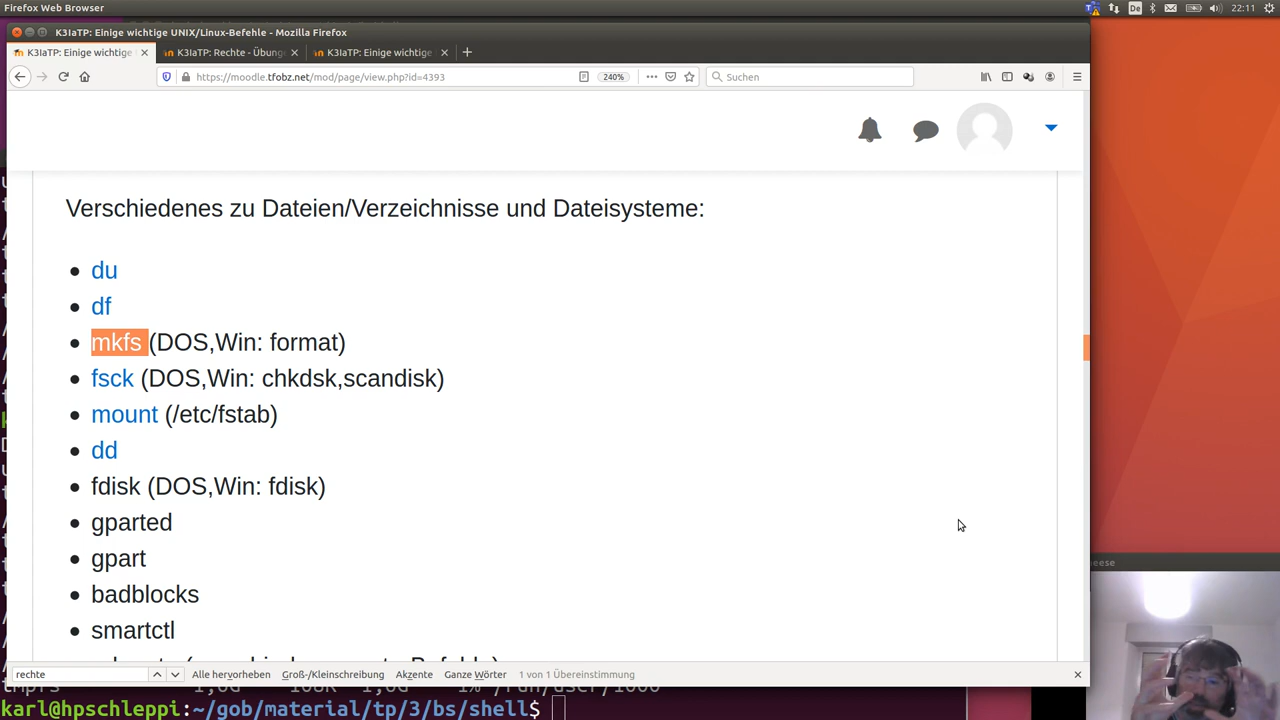 Firefox Web Browser
De
22:11
K3IaTP: Einige wichtige UNIX/Linux-Befehle - Mozilla Firefox
K3IaTP: Einige wichtige
K3IaTP: Rechte - Übung
K3IaTP: Einige wichtige
https://moodle.tfobz.net/mod/page/view.php?id=4393
240%
Suchen
Verschiedenes zu Dateien/Verzeichnisse und Dateisysteme:
du
df
mkfs (DOS,Win: format)
fsck (DOS,Win: chkdsk,scandisk)
mount (/etc/fstab)
dd
fdisk (DOS,Win: fdisk)
gparted
gpart
badblocks
smartctl
rechte
Alle hervorheben
Groß-/Kleinschreibung
Akzente
Ganze Wörter
1 von 1 Übereinstimmung
karl@hpschleppi:~/gob/material/tp/3/bs/shell$
eese